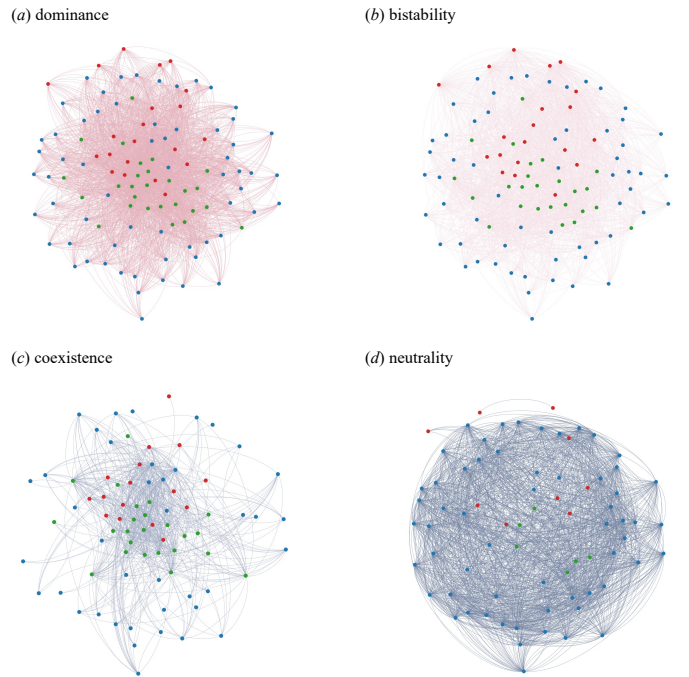 (a) dominance
(b) bistability
(c) coexistence
(d) neutrality